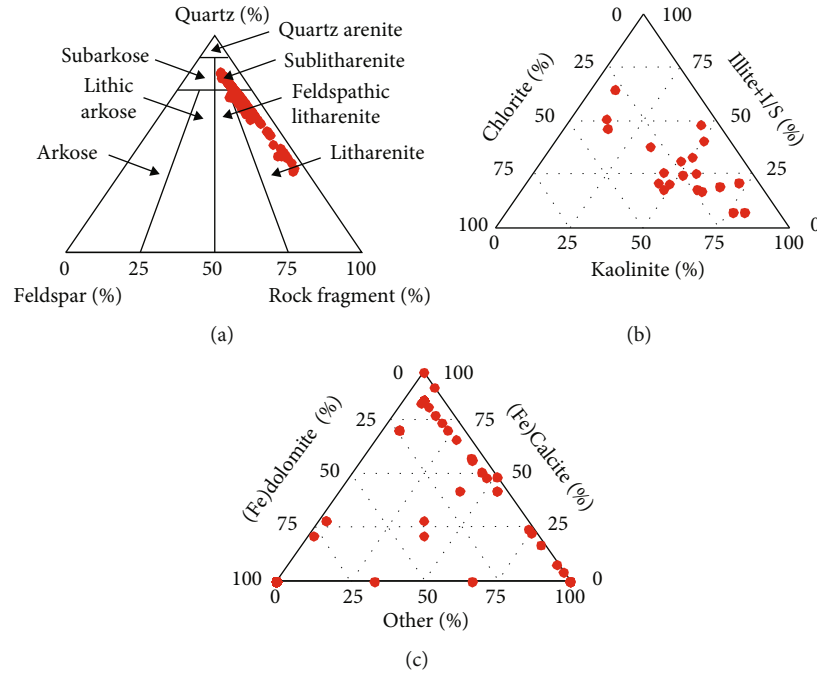 Quartz (%)
Quartz arenite
Subarkose
Sublitharenite
Lithic
arkose
Feldspathic
litharenite
Arkose
Litharenite
0
25
50
75
100
Feldspar (%)
Rock fragment (%)
(a)
0
100
75
50
25
0
Chlorite (%)
Illite+I/S (%)
25
50
75
100
0
25
50
75
100
Kaolinite (%)
(b)
0
100
25
75
50
50
75
25
100
0
(Fe)dolomite (%)
(Fe)Calcite (%)
0
25
50
75
100
Other (%)
(c)